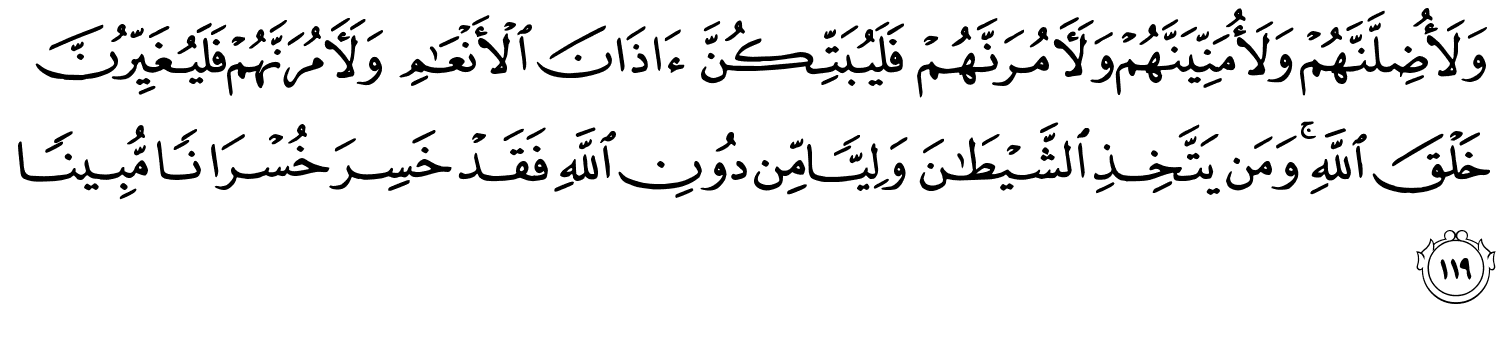 وَلَأُضِلَّنَّهُمْ وَلَأُمَنِّيَنَّهُمْ وَلَـَٔامُرَنَّهُمْ فَلَيُبَتِّكُنَّ ءَاذَانَ ٱلْأَنْعَٰمِ وَلَـَٔامُرَنَّهُمْ فَلَيُغَيِّرُنَّ
خَلْقَ ٱللَّهِ ۚ وَمَن يَتَّخِذِ ٱلشَّيْطَٰنَ وَلِيًّا مِّن دُونِ ٱللَّهِ فَقَدْ خَسِرَ خُسْرَانًا مُّبِينًا
١١٩